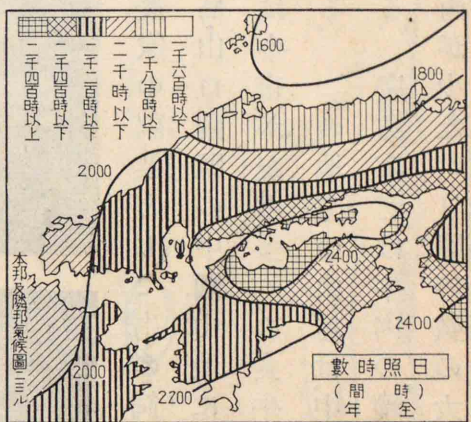 一千六百時以下
一千八百時以下
二千時以下
二千二百時以下
二千四百時以下
二千四百時以上
1600
1800
2000
2400
2000
2200
2400
日照時數
(時間)
全年
本邦及隣邦氣候圖ニヨル